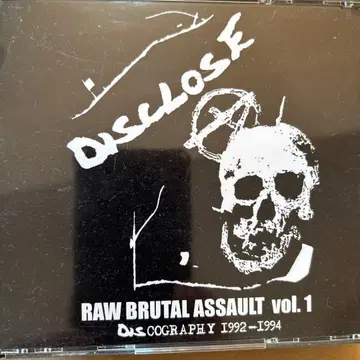 DISCLOSE
RAW BRUTAL ASSAULT vol. 1
DISCOGRAPHY 1992-1994